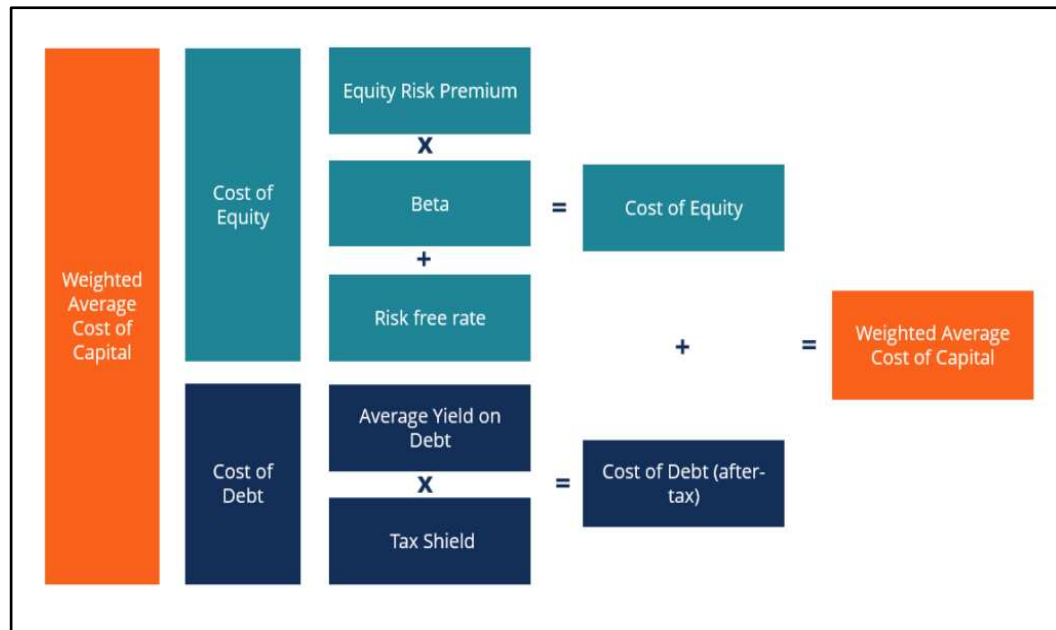 Weighted
Average
Cost of
Capital
Cost of
Equity
Equity Risk Premium
x
Beta
+
Risk free rate
=
Cost of Equity
Cost of
Debt
Average Yield on
Debt
x
Tax Shield
=
Cost of Debt (after-
tax)
+
=
Weighted Average
Cost of Capital